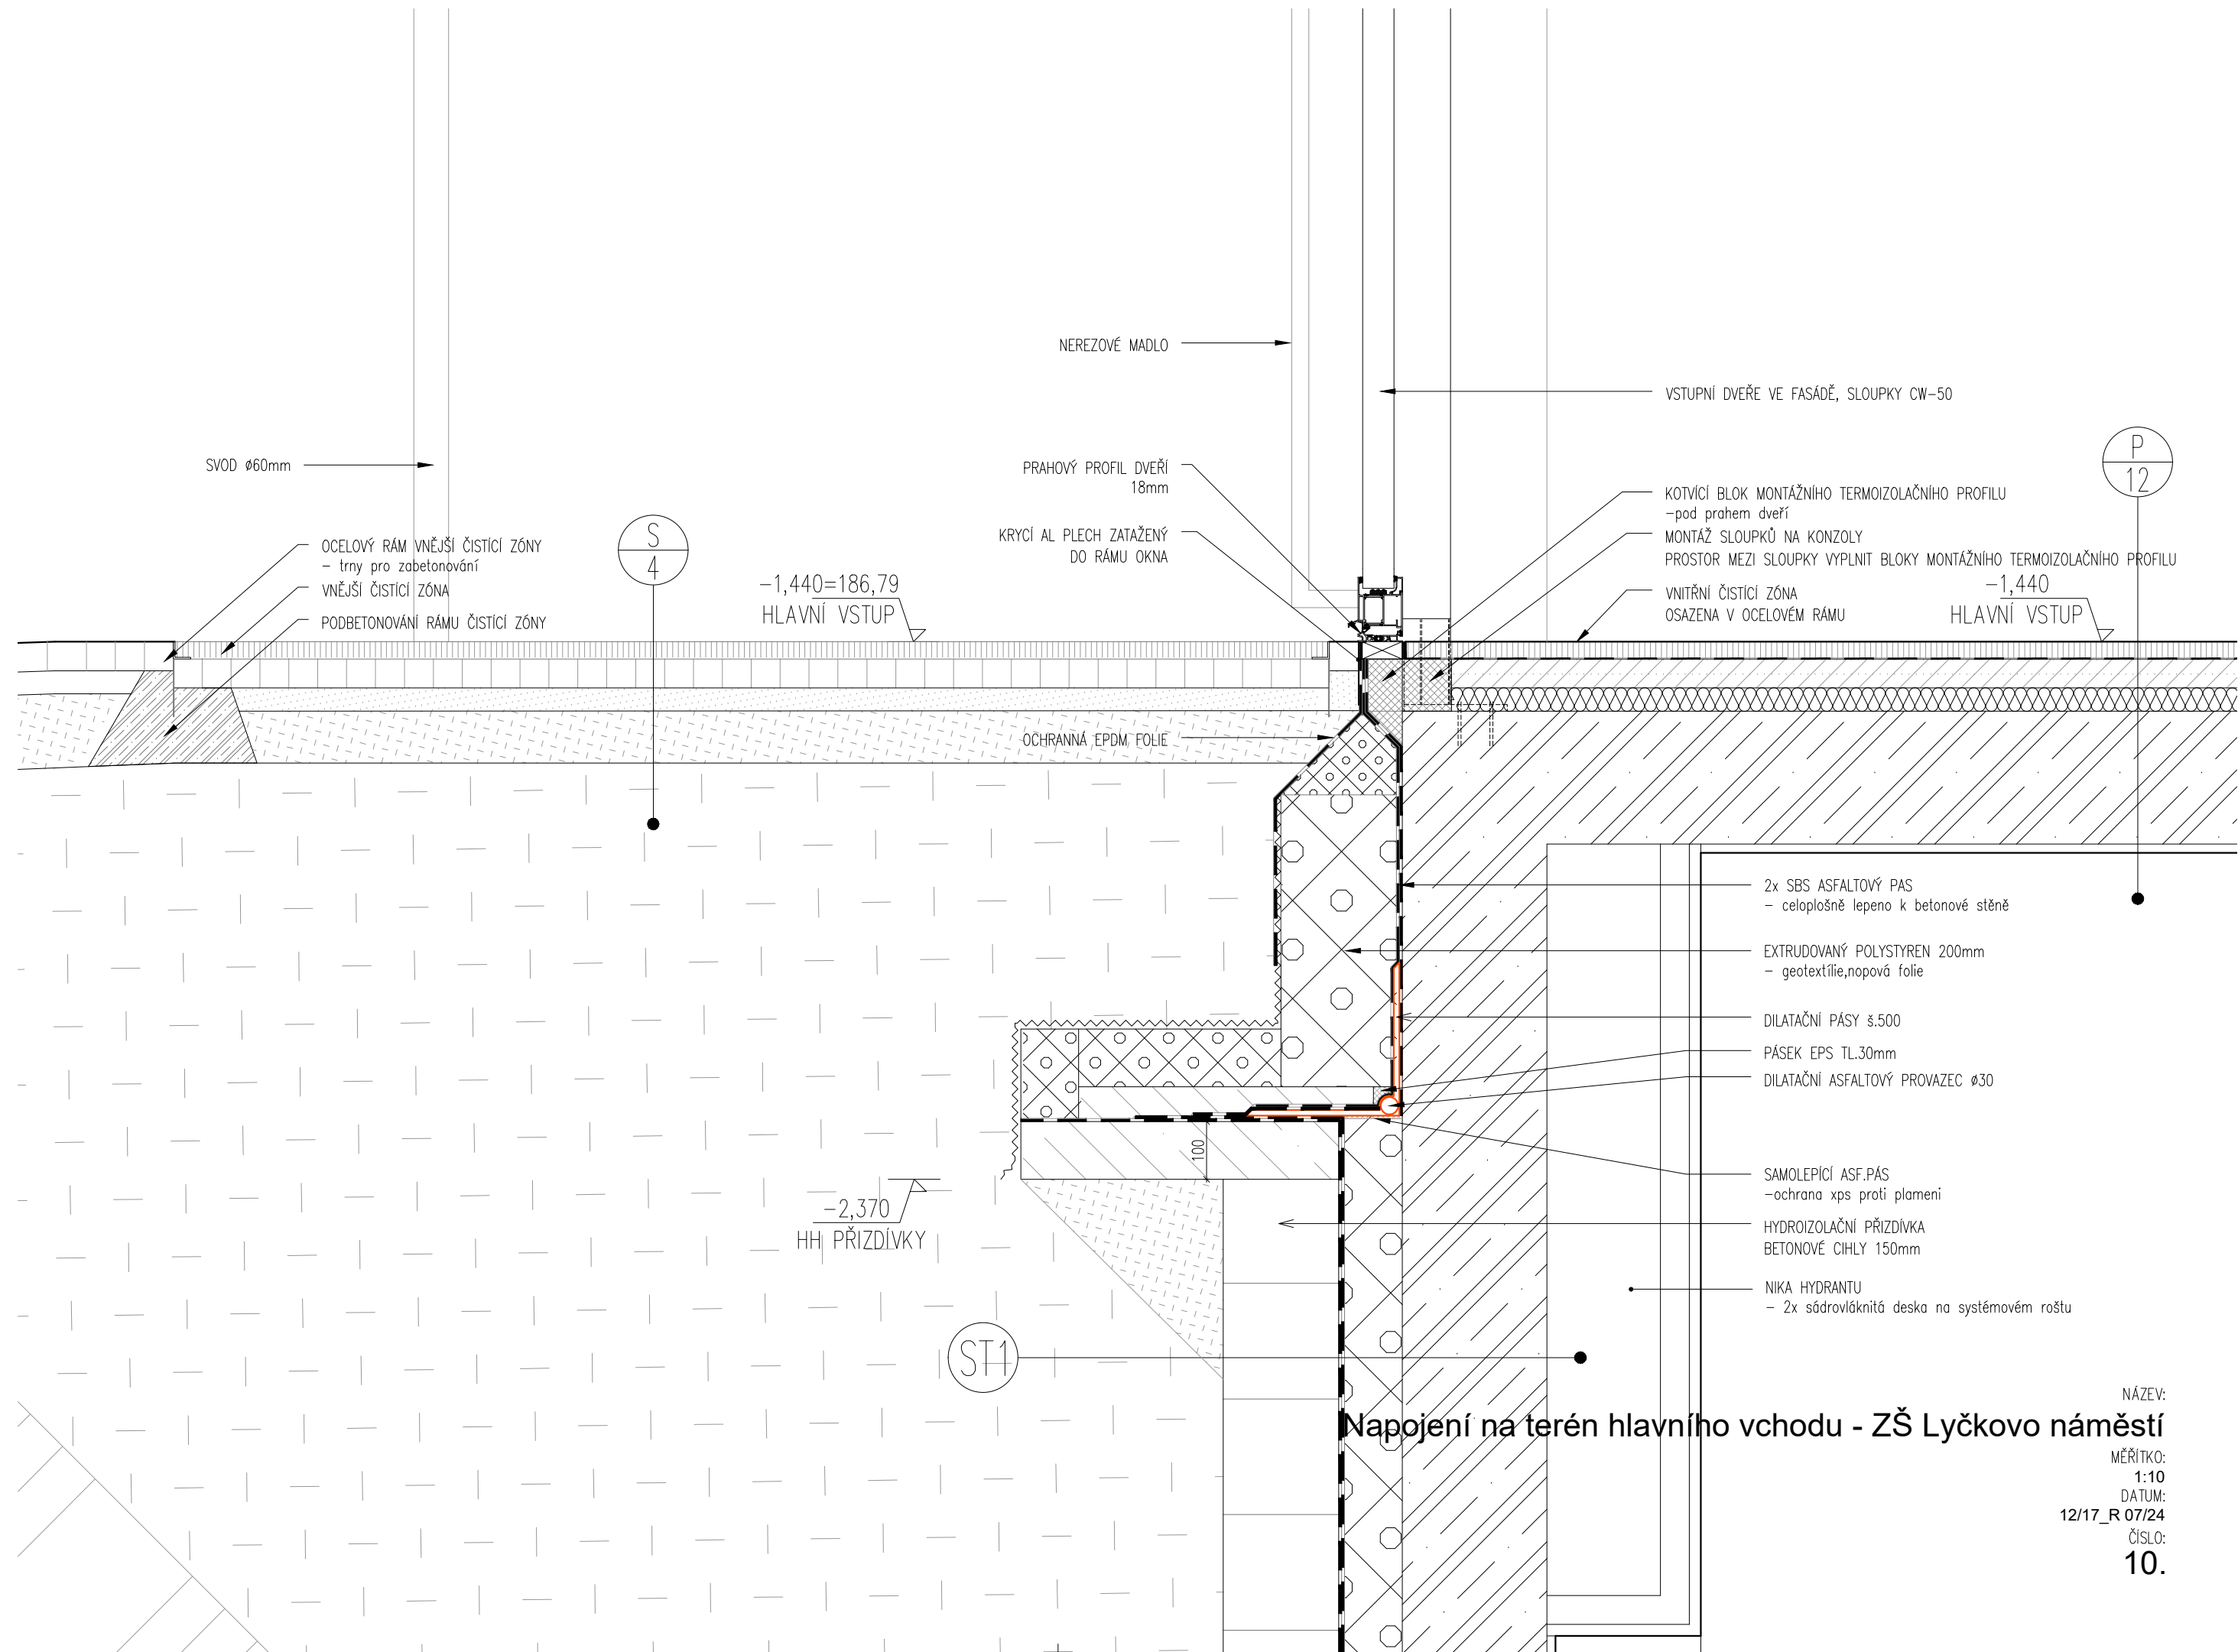 NEREZOVÉ MADLO
VSTUPNÍ DVEŘE VE FASÁDĚ, SLOUPKY CW-50
SVOD ø60mm
PRAHOVÝ PROFIL DVEŘÍ
18mm
P
12
KOTVÍCÍ BLOK MONTÁŽNÍHO TERMOIZOLAČNÍHO PROFILU
-pod prahem dveří
MONTÁŽ SLOUPKŮ NA KONZOLY
PROSTOR MEZI SLOUPKY VYPLNIT BLOKY MONTÁŽNÍHO TERMOIZOLAČNÍHO PROFILU
KRYCÍ AL PLECH ZATAŽENÝ
DO RÁMU OKNA
OCELOVÝ RÁM VNĚJŠÍ ČISTÍCÍ ZÓNY
- trny pro zabetonování
VNĚJŠÍ ČISTÍCÍ ZÓNA
PODBETONOVÁNÍ RÁMU ČISTÍCÍ ZÓNY
S
4
-1,440=186,79
HLAVNÍ VSTUP
VNITŘNÍ ČISTÍCÍ ZÓNA
OSAZENA V OCELOVÉM RÁMU
-1,440
HLAVNÍ VSTUP
OCHRANNÁ EPDM FOLIE
2x SBS ASFALTOVÝ PAS
- celoplošně lepeno k betonové stěně
EXTRUDOVANÝ POLYSTYREN 200mm
- geotextílie,nopová folie
DILATAČNÍ PÁSY š.500
PÁSEK EPS TL.30mm
DILATAČNÍ ASFALTOVÝ PROVAZEC ø30
100
SAMOLEPÍCÍ ASF.PÁS
-ochrana xps proti plameni
-2,370
HH PŘIZDÍVKY
HYDROIZOLAČNÍ PŘIZDÍVKA
BETONOVÉ CIHLY 150mm
NIKA HYDRANTU
- 2x sádrovláknitá deska na systémovém roštu
ST1
NÁZEV:
Napojení na terén hlavního vchodu - ZŠ Lyčkovo náměstí
MĚŘÍTKO:
1:10
DATUM:
12/17_R 07/24
ČÍSLO:
10.